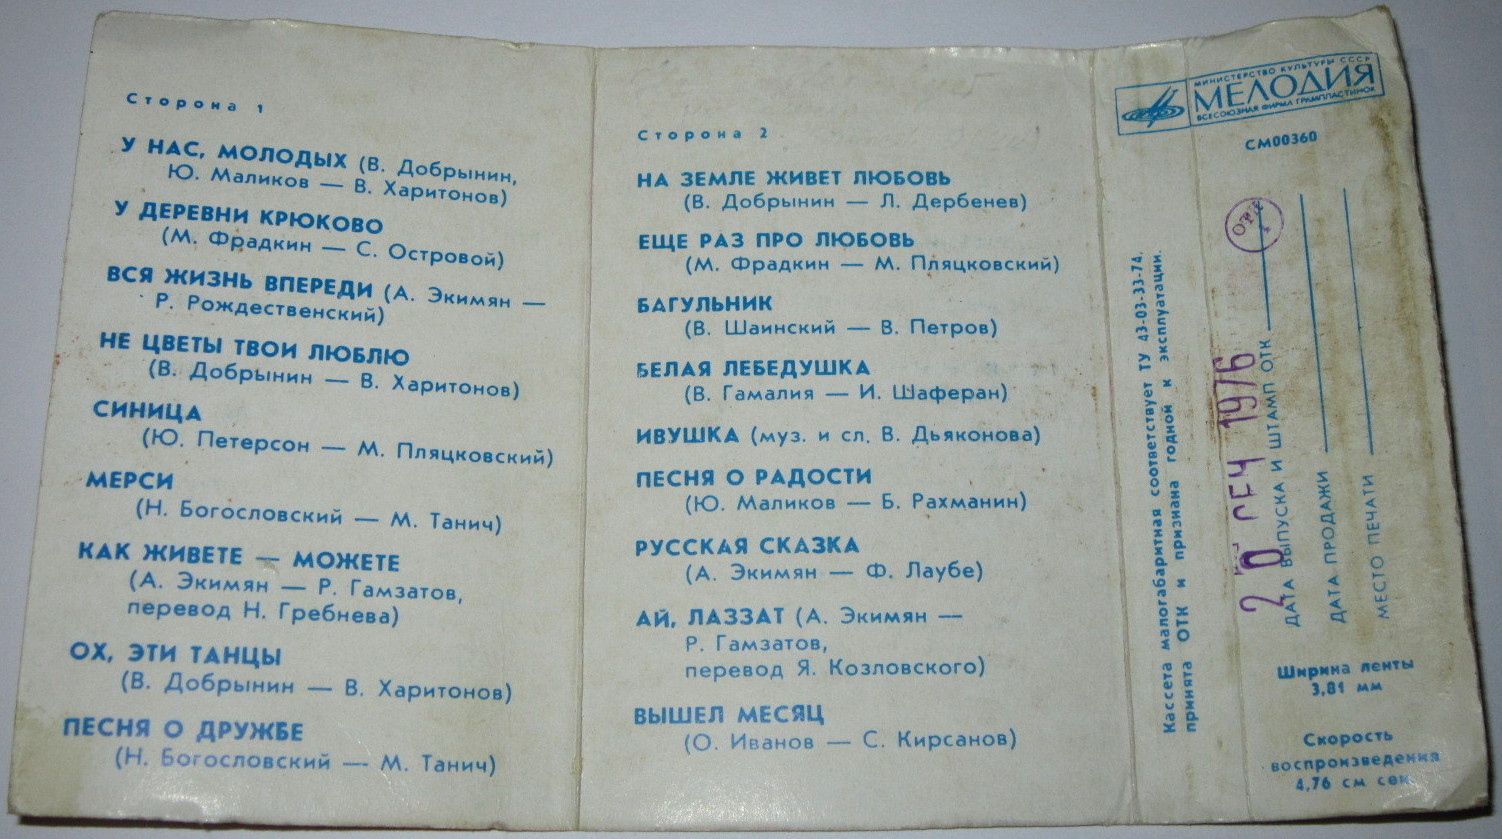 Сторона 1
У НАС, МОЛОДЫХ (В. Добрынин,
Ю. Маликов — В. Харитонов)
У ДЕРЕВНИ КРЮКОВО
(М. Фрадкин — С. Островой)
ВСЯ ЖИЗНЬ ВПЕРЕДИ (А. Экимян —
Р. Рождественский)
НЕ ЦВЕТЫ ТВОИ ЛЮБЛЮ
(В. Добрынин — В. Харитонов)
СИНИЦА
(Ю. Петерсон — М. Пляцковский)
МЕРСИ
(Н. Богословский — М. Танич)
КАК ЖИВЕТЕ — МОЖЕТЕ
(А. Экимян — Р. Гамзатов,
перевод Н. Гребнева)
ОХ, ЭТИ ТАНЦЫ
(В. Добрынин — В. Харитонов)
ПЕСНЯ О ДРУЖБЕ
(Н. Богословский — М. Танич)
Сторона 2
НА ЗЕМЛЕ ЖИВЕТ ЛЮБОВЬ
(В. Добрынин — Л. Дербенев)
ЕЩЕ РАЗ ПРО ЛЮБОВЬ
(М. Фрадкин — М. Пляцковский)
БАГУЛЬНИК
(В. Шаинский — В. Петров)
БЕЛАЯ ЛЕБЕДУШКА
(В. Гамалия — И. Шаферан)
ИВУШКА (муз. и сл. В. Дьяконова)
ПЕСНЯ О РАДОСТИ
(Ю. Маликов — Б. Рахманин)
РУССКАЯ СКАЗКА
(А. Экимян — Ф. Лаубе)
АЙ, ЛАЗЗАТ (А. Экимян —
Р. Гамзатов,
перевод Я. Козловского)
ВЫШЕЛ МЕСЯЦ
(О. Иванов — С. Кирсанов)
Кассета малогабаритная соответствует ТУ 43-03-33-74,
принята ОТК и признана годной к эксплуатации.
МИНИСТЕРСТВО КУЛЬТУРЫ СССР
МЕЛОДИЯ
ВСЕСОЮЗНАЯ ФИРМА ГРАМПЛАСТИНОК
СМ00360
1976
ДАТА ВЫПУСКА И ШТАМП ОТК
ДАТА ПРОДАЖИ
МЕСТО ПЕЧАТИ
Ширина ленты
3,81 мм
Скорость
воспроизведения
4,76 см сек.